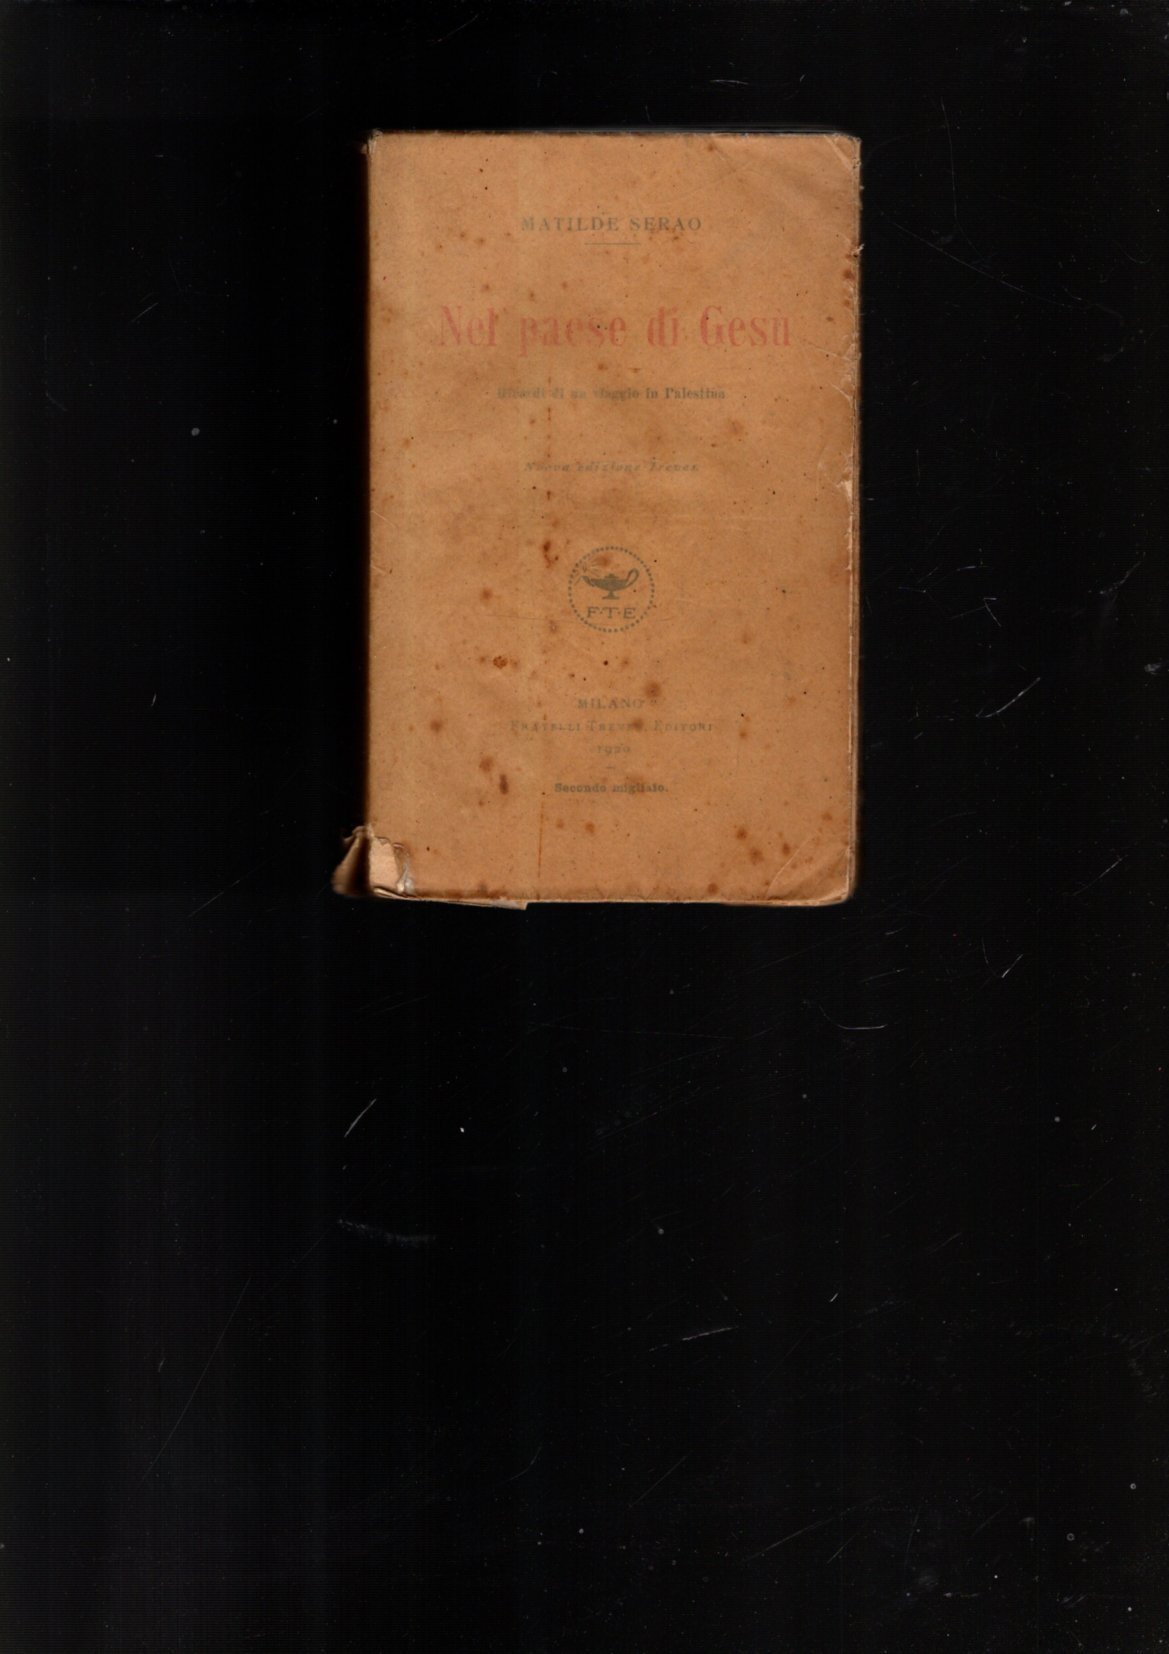 MATILDE SERAO
Nel paese di Gesù
Ricordi di un viaggio in Palestina
Nuova edizione Treves.
F·T·E
MILANO
FRATELLI TREVES, EDITORI
1920
Secondo migliaio.